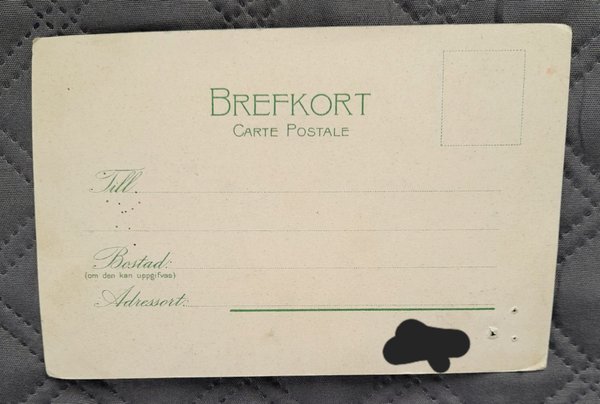 BREFKORT
CARTE POSTALE
Till
Bostad:
(om den kan uppgifvas)
Adressort: